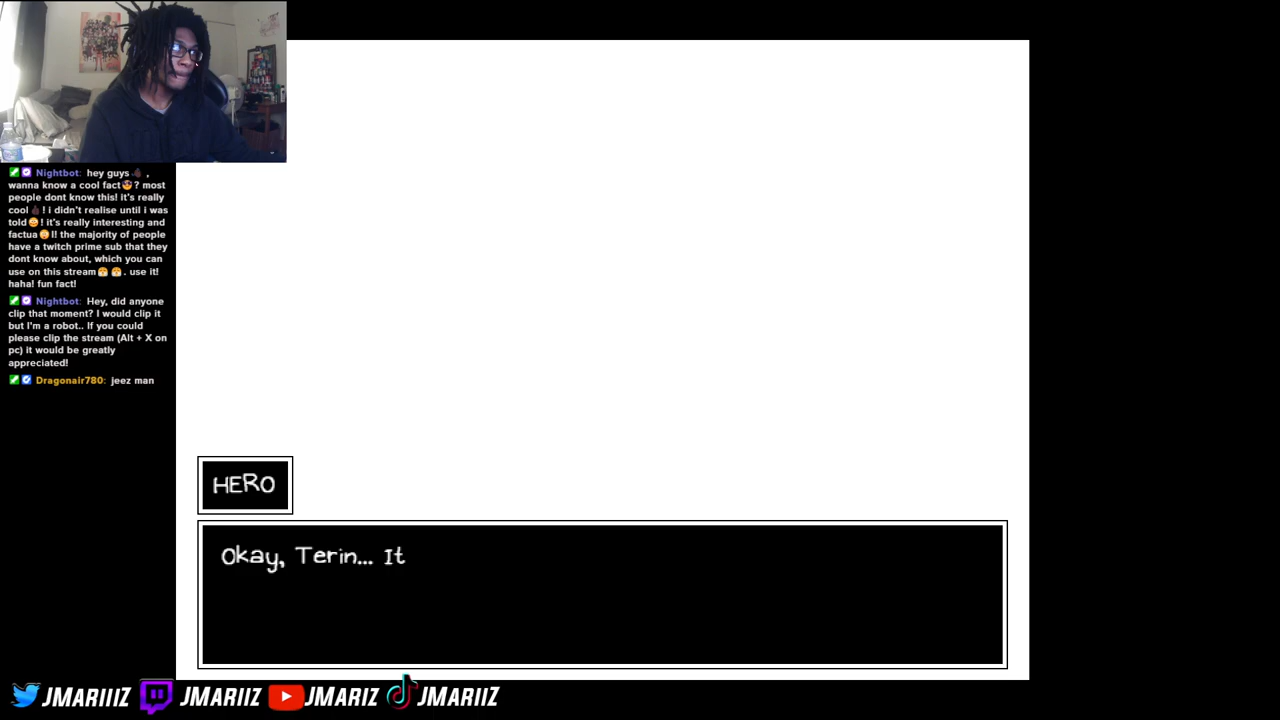 Nightbot: hey guys ,
wanna know a cool fact? most
people dont know this! it's really
cool ! i didn't realise until i was
told! it's really interesting and
factual! the majority of people
have a twitch prime sub that they
dont know about, which you can
use on this stream . use it!
haha! fun fact!
Nightbot: Hey, did anyone
clip that moment? I would clip it
but I'm a robot.. If you could
please clip the stream (Alt + X on
pc) it would be greatly
appreciated!
Dragonair780: jeez man
HERO
Okay, Terin... It
JMARIIIZ JMARIIZ JMARIZ JMARIIZ